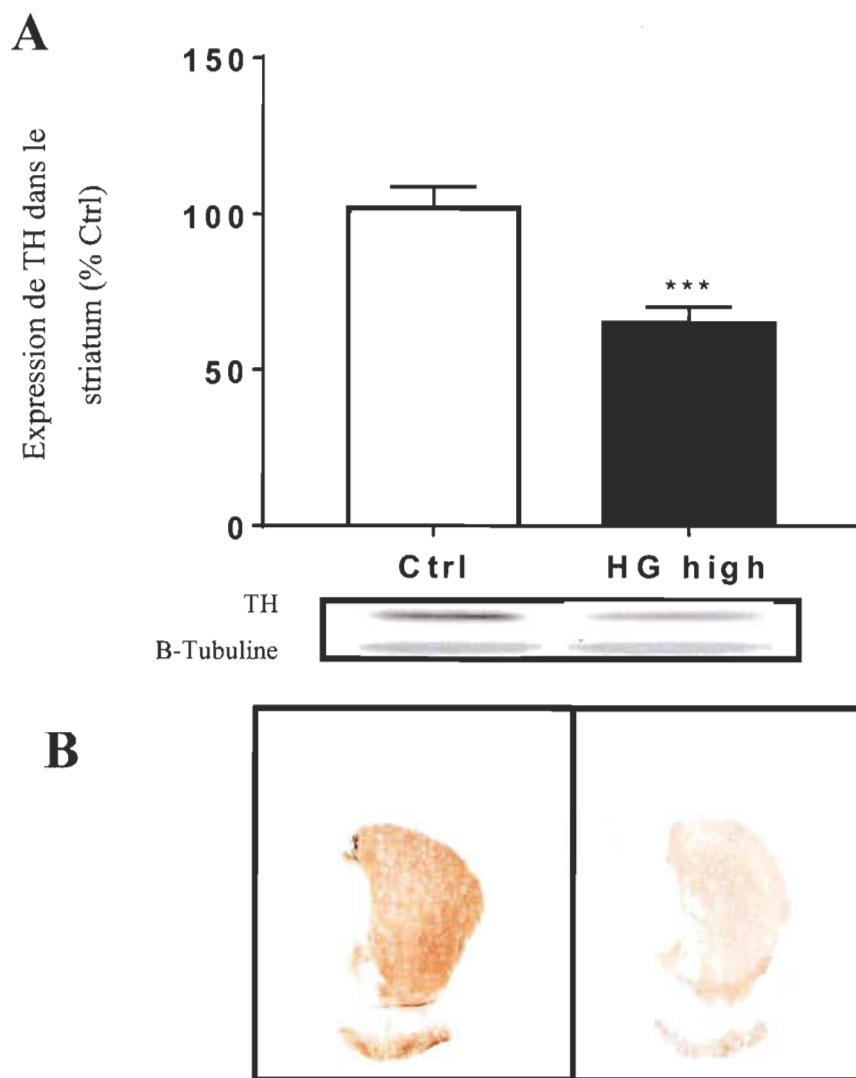 A
150
100
50
0
Expression de TH dans le
striatum (% Ctrl)
***
Ctrl HG high
TH
B-Tubuline
B